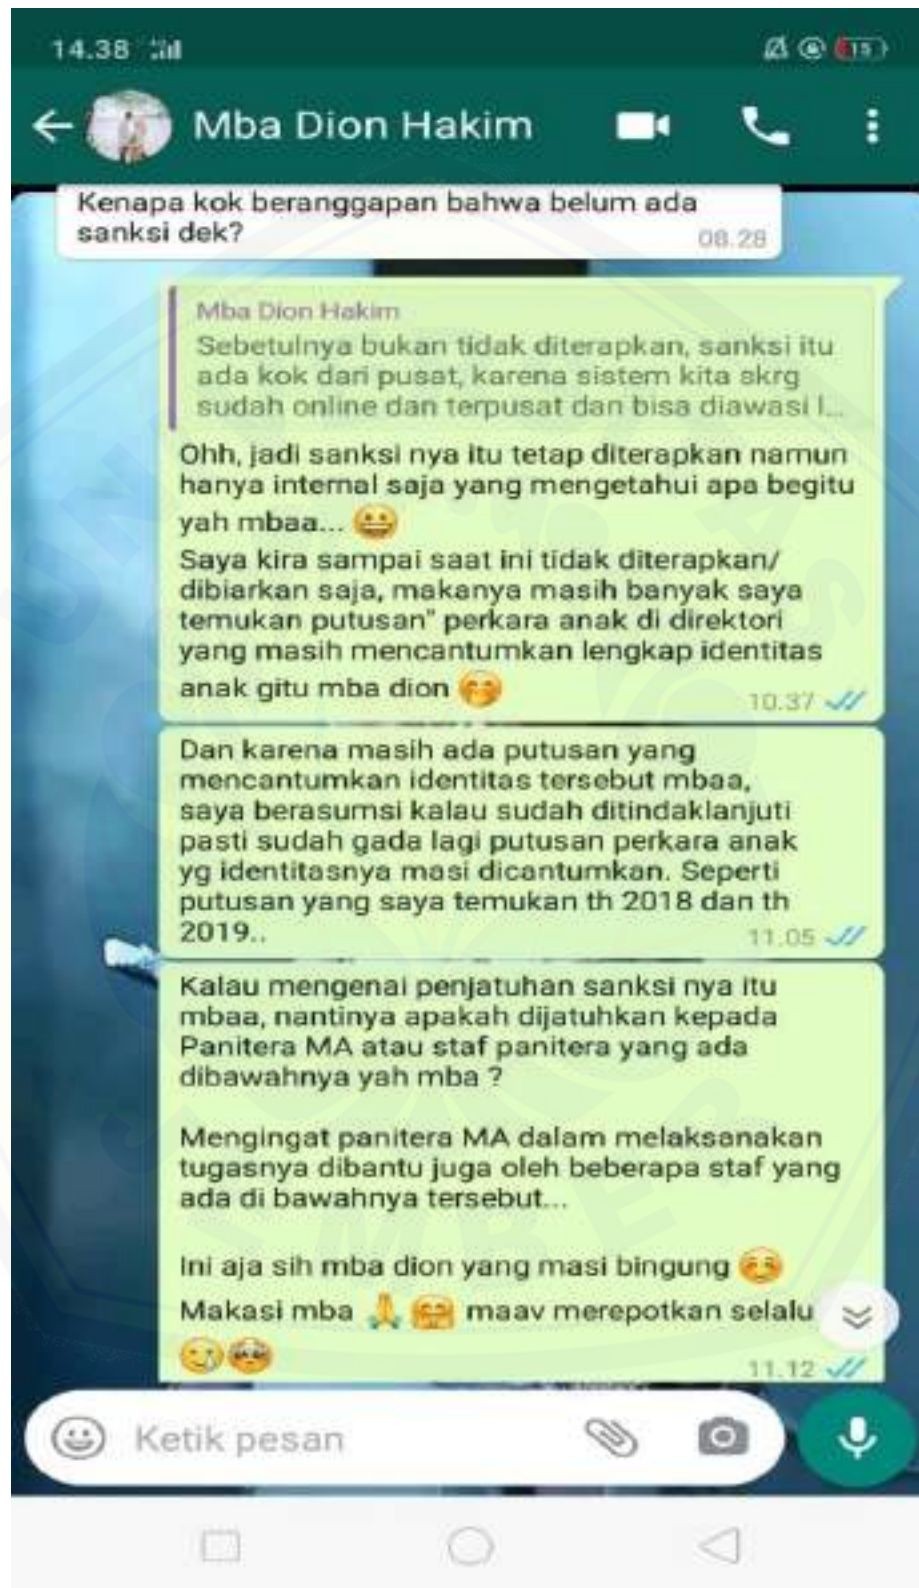 14.38
15
Mba Dion Hakim
Kenapa kok beranggapan bahwa belum ada
sanksi dek?
08.28
Mba Dion Hakim
Sebetulnya bukan tidak diterapkan, sanksi itu
ada kok dari pusat, karena sistem kita skrg
sudah online dan terpusat dan bisa diawasi l...
Ohh, jadi sanksi nya itu tetap diterapkan namun
hanya internal saja yang mengetahui apa begitu
yah mbaa... 😀
Saya kira sampai saat ini tidak diterapkan/
dibiarkan saja, makanya masih banyak saya
temukan putusan" perkara anak di direktori
yang masih mencantumkan lengkap identitas
anak gitu mba dion 🤭
10.37
Dan karena masih ada putusan yang
mencantumkan identitas tersebut mbaa,
saya berasumsi kalau sudah ditindaklanjuti
pasti sudah gada lagi putusan perkara anak
yg identitasnya masi dicantumkan. Seperti
putusan yang saya temukan th 2018 dan th
2019..
11.05
Kalau mengenai penjatuhan sanksi nya itu
mbaa, nantinya apakah dijatuhkan kepada
Panitera MA atau staf panitera yang ada
dibawahnya yah mba ?
Mengingat panitera MA dalam melaksanakan
tugasnya dibantu juga oleh beberapa staf yang
ada di bawahnya tersebut...
Ini aja sih mba dion yang masi bingung ☺️
Makasi mba 🙏 🤗 maav merepotkan selalu
😢🥺
11.12
Ketik pesan